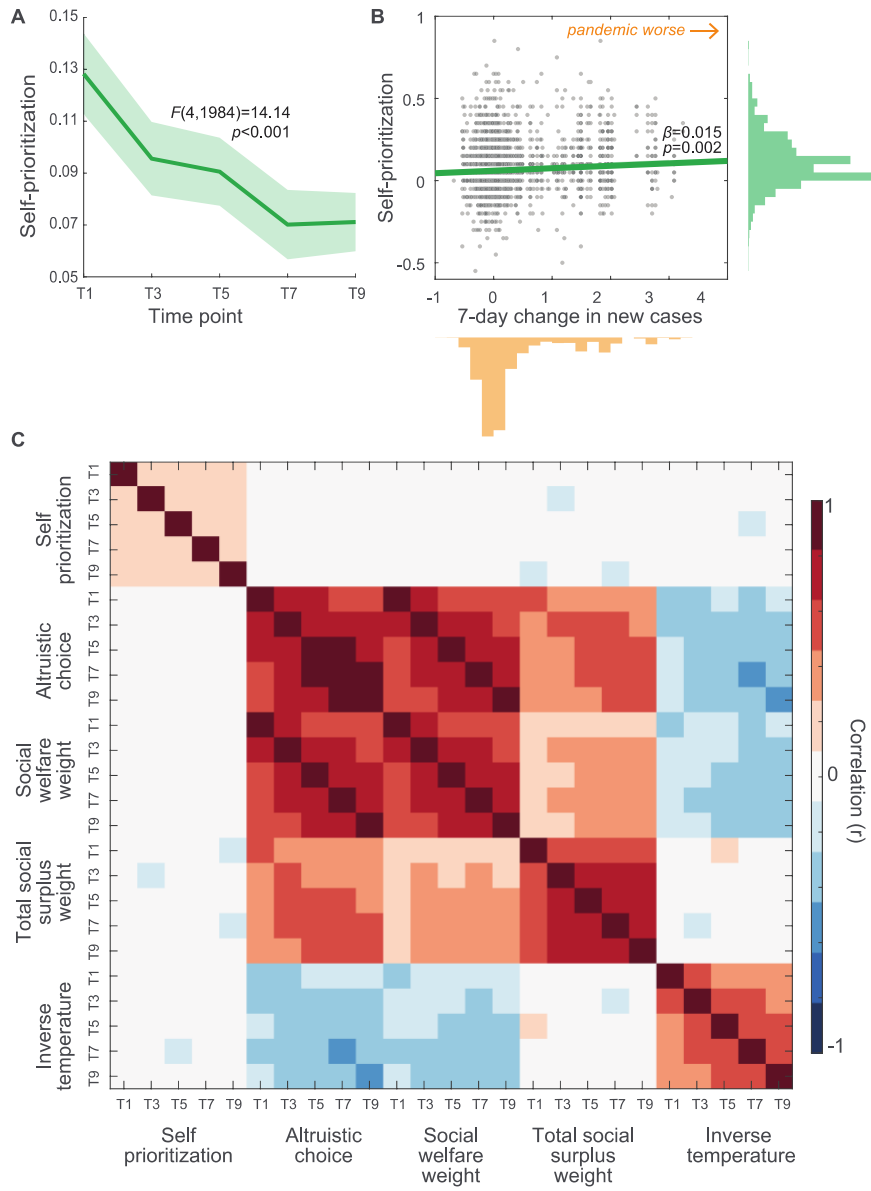 A
0.15
0.13
0.11
0.09
0.07
0.05
Self-prioritization
F(4,1984)=14.14
p<0.001
T1 T3 T5 T7 T9
Time point
B
1
0.5
0
-0.5
Self-prioritization
pandemic worse
β=0.015
p=0.002
-1 0 1 2 3 4
7-day change in new cases
C
Self
prioritization
T1
T3
T5
T7
T9
Altruistic
choice
T1
T3
T5
T7
T9
Social
welfare
weight
T1
T3
T5
T7
T9
Total social
surplus
weight
T1
T3
T5
T7
T9
Inverse
temperature
T1
T3
T5
T7
T9
T1 T3 T5 T7 T9 T1 T3 T5 T7 T9 T1 T3 T5 T7 T9 T1 T3 T5 T7 T9 T1 T3 T5 T7 T9
Self
prioritization
Altruistic
choice
Social
welfare
weight
Total social
surplus
weight
Inverse
temperature
1
0
-1
Correlation (r)